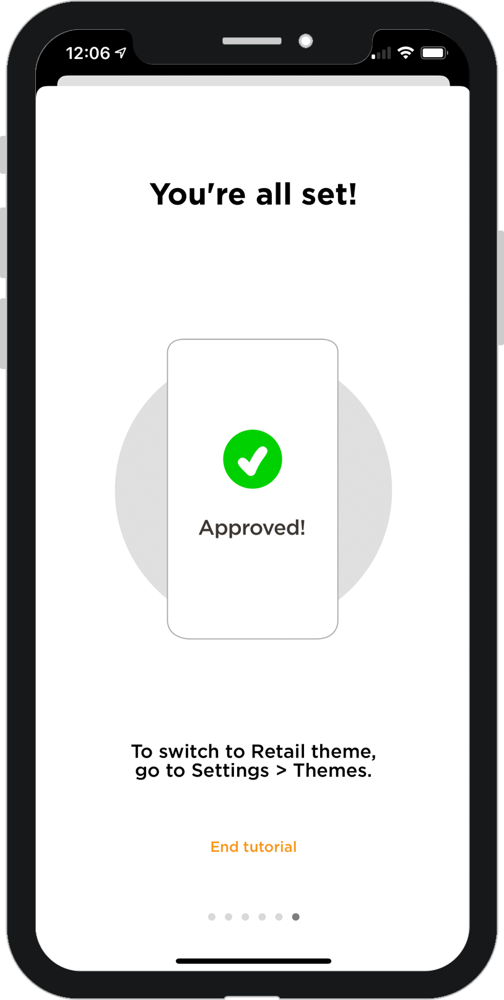 12:06
You're all set!
Approved!
To switch to Retail theme,
go to Settings > Themes.
End tutorial